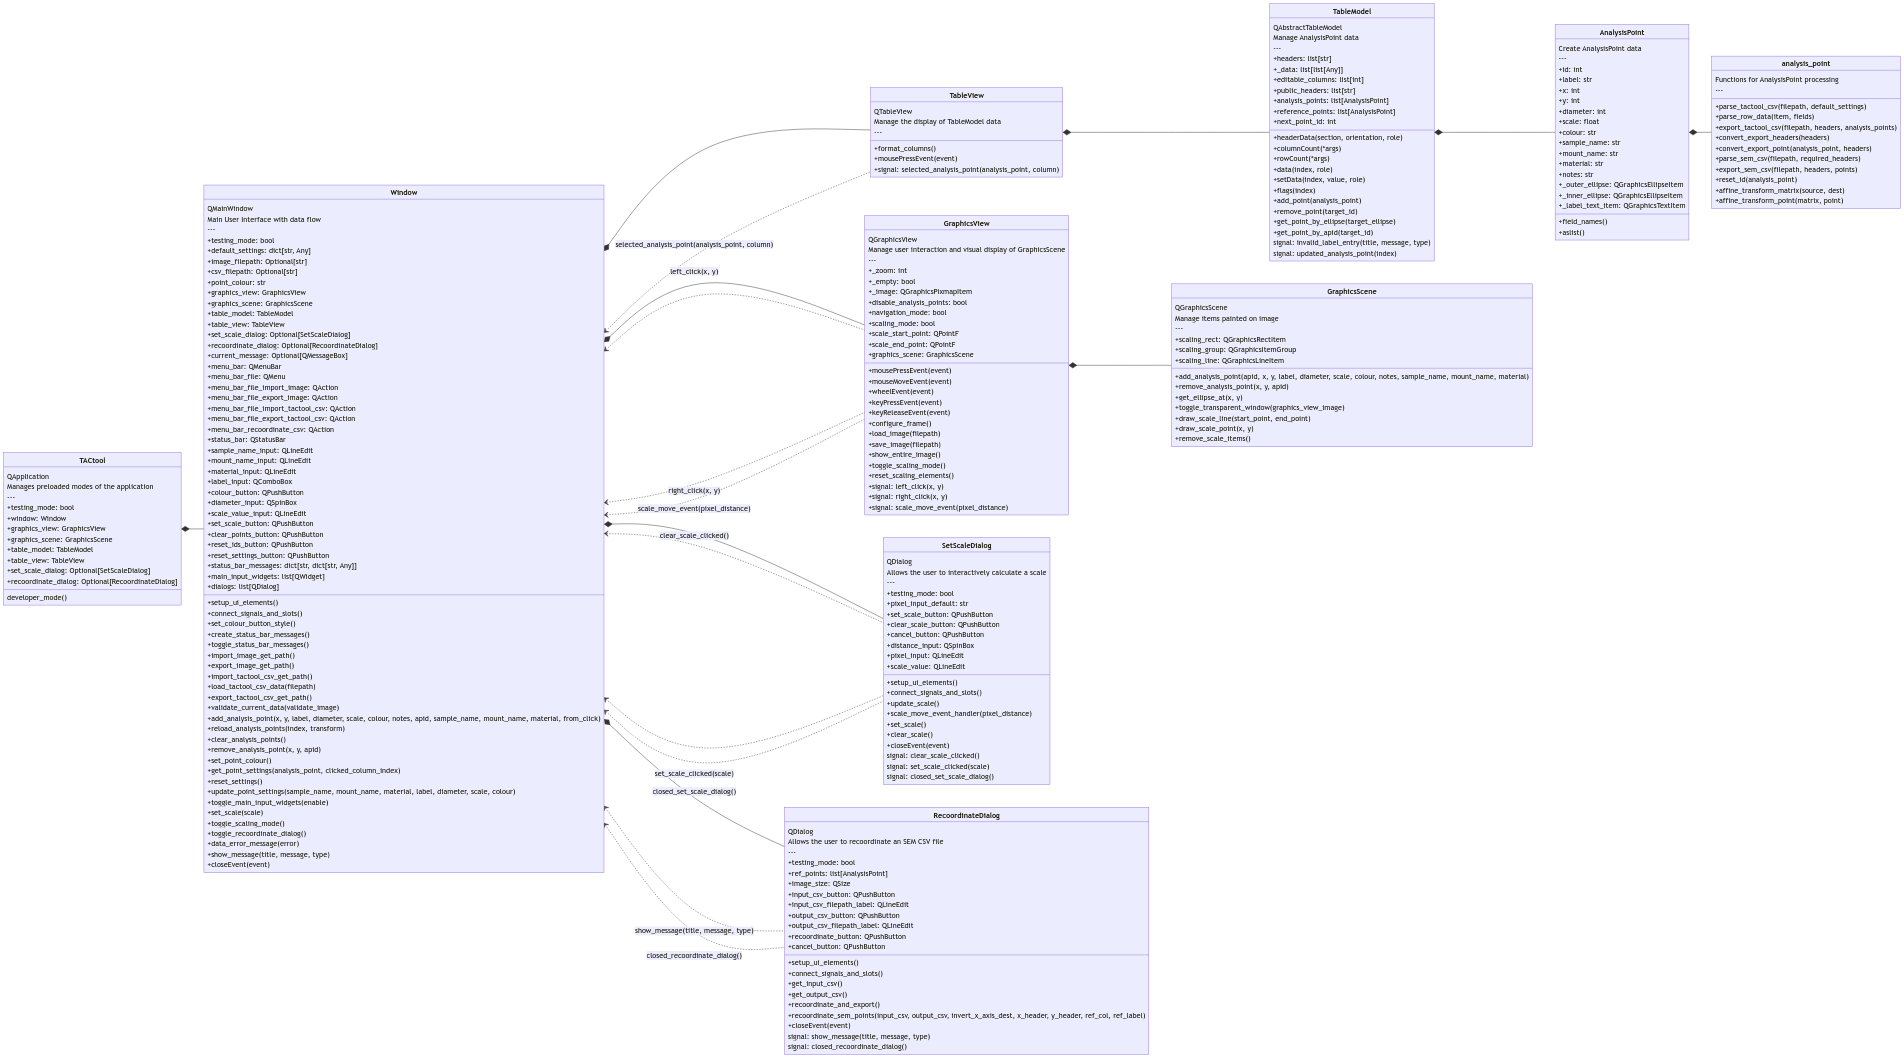 TACtool
QApplication
Manages preloaded modes of the application
---
+testing_mode: bool
+window: Window
+graphics_view: GraphicsView
+graphics_scene: GraphicsScene
+table_model: TableModel
+table_view: TableView
+set_scale_dialog: Optional[SetScaleDialog]
+recoordinate_dialog: Optional[RecoordinateDialog]
developer_mode()
Window
QMainWindow
Main User Interface with data flow
---
+testing_mode: bool
+default_settings: dict[str, Any]
+image_filepath: Optional[str]
+csv_filepath: Optional[str]
+point_colour: str
+graphics_view: GraphicsView
+graphics_scene: GraphicsScene
+table_model: TableModel
+table_view: TableView
+set_scale_dialog: Optional[SetScaleDialog]
+recoordinate_dialog: Optional[RecoordinateDialog]
+current_message: Optional[QMessageBox]
+menu_bar: QMenuBar
+menu_bar_file: QMenu
+menu_bar_file_import_image: QAction
+menu_bar_file_export_image: QAction
+menu_bar_file_import_tactool_csv: QAction
+menu_bar_file_export_tactool_csv: QAction
+menu_bar_recoordinate_csv: QAction
+status_bar: QStatusBar
+sample_name_input: QLineEdit
+mount_name_input: QLineEdit
+material_input: QLineEdit
+label_input: QComboBox
+colour_button: QPushButton
+diameter_input: QSpinBox
+scale_value_input: QLineEdit
+set_scale_button: QPushButton
+clear_points_button: QPushButton
+reset_ids_button: QPushButton
+reset_settings_button: QPushButton
+status_bar_messages: dict[str, dict[str, Any]]
+main_input_widgets: list[QWidget]
+dialogs: list[QDialog]
+setup_ui_elements()
+connect_signals_and_slots()
+set_colour_button_style()
+create_status_bar_messages()
+toggle_status_bar_messages()
+import_image_get_path()
+export_image_get_path()
+import_tactool_csv_get_path()
+load_tactool_csv_data(filepath)
+export_tactool_csv_get_path()
+validate_current_data(validate_image)
+add_analysis_point(x, y, label, diameter, scale, colour, notes, apid, sample_name, mount_name, material, from_click)
+reload_analysis_points(index, transform)
+clear_analysis_points()
+remove_analysis_point(x, y, apid)
+set_point_colour()
+get_point_settings(analysis_point, clicked_column_index)
+reset_settings()
+update_point_settings(sample_name, mount_name, material, label, diameter, scale, colour)
+toggle_main_input_widgets(enable)
+set_scale(scale)
+toggle_scaling_mode()
+toggle_recoordinate_dialog()
+data_error_message(error)
+show_message(title, message, type)
+closeEvent(event)
selected_analysis_point(analysis_point, column)
left_click(x, y)
right_click(x, y)
scale_move_event(pixel_distance)
clear_scale_clicked()
set_scale_clicked(scale)
closed_set_scale_dialog()
show_message(title, message, type)
closed_recoordinate_dialog()
TableView
QTableView
Manage the display of TableModel data
---
+format_columns()
+mousePressEvent(event)
+signal: selected_analysis_point(analysis_point, column)
GraphicsView
QGraphicsView
Manage user interaction and visual display of GraphicsScene
---
+_zoom: int
+_empty: bool
+_image: QGraphicsPixmapItem
+disable_analysis_points: bool
+navigation_mode: bool
+scaling_mode: bool
+scale_start_point: QPointF
+scale_end_point: QPointF
+graphics_scene: GraphicsScene
+mousePressEvent(event)
+mouseMoveEvent(event)
+wheelEvent(event)
+keyPressEvent(event)
+keyReleaseEvent(event)
+configure_frame()
+load_image(filepath)
+save_image(filepath)
+show_entire_image()
+toggle_scaling_mode()
+reset_scaling_elements()
+signal: left_click(x, y)
+signal: right_click(x, y)
+signal: scale_move_event(pixel_distance)
SetScaleDialog
QDialog
Allows the user to interactively calculate a scale
---
+testing_mode: bool
+pixel_input_default: str
+set_scale_button: QPushButton
+clear_scale_button: QPushButton
+cancel_button: QPushButton
+distance_input: QSpinBox
+pixel_input: QLineEdit
+scale_value: QLineEdit
+setup_ui_elements()
+connect_signals_and_slots()
+update_scale()
+scale_move_event_handler(pixel_distance)
+set_scale()
+clear_scale()
+closeEvent(event)
signal: clear_scale_clicked()
signal: set_scale_clicked(scale)
signal: closed_set_scale_dialog()
RecoordinateDialog
QDialog
Allows the user to recoordinate an SEM CSV file
---
+testing_mode: bool
+ref_points: list[AnalysisPoint]
+image_size: QSize
+input_csv_button: QPushButton
+input_csv_filepath_label: QLineEdit
+output_csv_button: QPushButton
+output_csv_filepath_label: QLineEdit
+recoordinate_button: QPushButton
+cancel_button: QPushButton
+setup_ui_elements()
+connect_signals_and_slots()
+get_input_csv()
+get_output_csv()
+recoordinate_and_export()
+recoordinate_sem_points(input_csv, output_csv, invert_x_axis_dest, x_header, y_header, ref_col, ref_label)
+closeEvent(event)
signal: show_message(title, message, type)
signal: closed_recoordinate_dialog()
TableModel
QAbstractTableModel
Manage AnalysisPoint data
---
+headers: list[str]
+_data: list[list[Any]]
+editable_columns: list[int]
+public_headers: list[str]
+analysis_points: list[AnalysisPoint]
+reference_points: list[AnalysisPoint]
+next_point_id: int
+headerData(section, orientation, role)
+columnCount(*args)
+rowCount(*args)
+data(index, role)
+setData(index, value, role)
+flags(index)
+add_point(analysis_point)
+remove_point(target_id)
+get_point_by_ellipse(target_ellipse)
+get_point_by_apid(target_id)
signal: invalid_label_entry(title, message, type)
signal: updated_analysis_point(index)
GraphicsScene
QGraphicsScene
Manage items painted on image
---
+scaling_rect: QGraphicsRectItem
+scaling_group: QGraphicsItemGroup
+scaling_line: QGraphicsLineItem
+add_analysis_point(apid, x, y, label, diameter, scale, colour, notes, sample_name, mount_name, material)
+remove_analysis_point(x, y, apid)
+get_ellipse_at(x, y)
+toggle_transparent_window(graphics_view_image)
+draw_scale_line(start_point, end_point)
+draw_scale_point(x, y)
+remove_scale_items()
AnalysisPoint
Create AnalysisPoint data
---
+id: int
+label: str
+x: int
+y: int
+diameter: int
+scale: float
+colour: str
+sample_name: str
+mount_name: str
+material: str
+notes: str
+_outer_ellipse: QGraphicsEllipseItem
+_inner_ellipse: QGraphicsEllipseItem
+_label_text_item: QGraphicsTextItem
+field_names()
+aslist()
analysis_point
Functions for AnalysisPoint processing
---
+parse_tactool_csv(filepath, default_settings)
+parse_row_data(item, fields)
+export_tactool_csv(filepath, headers, analysis_points)
+convert_export_headers(headers)
+convert_export_point(analysis_point, headers)
+parse_sem_csv(filepath, required_headers)
+export_sem_csv(filepath, headers, points)
+reset_id(analysis_point)
+affine_transform_matrix(source, dest)
+affine_transform_point(matrix, point)